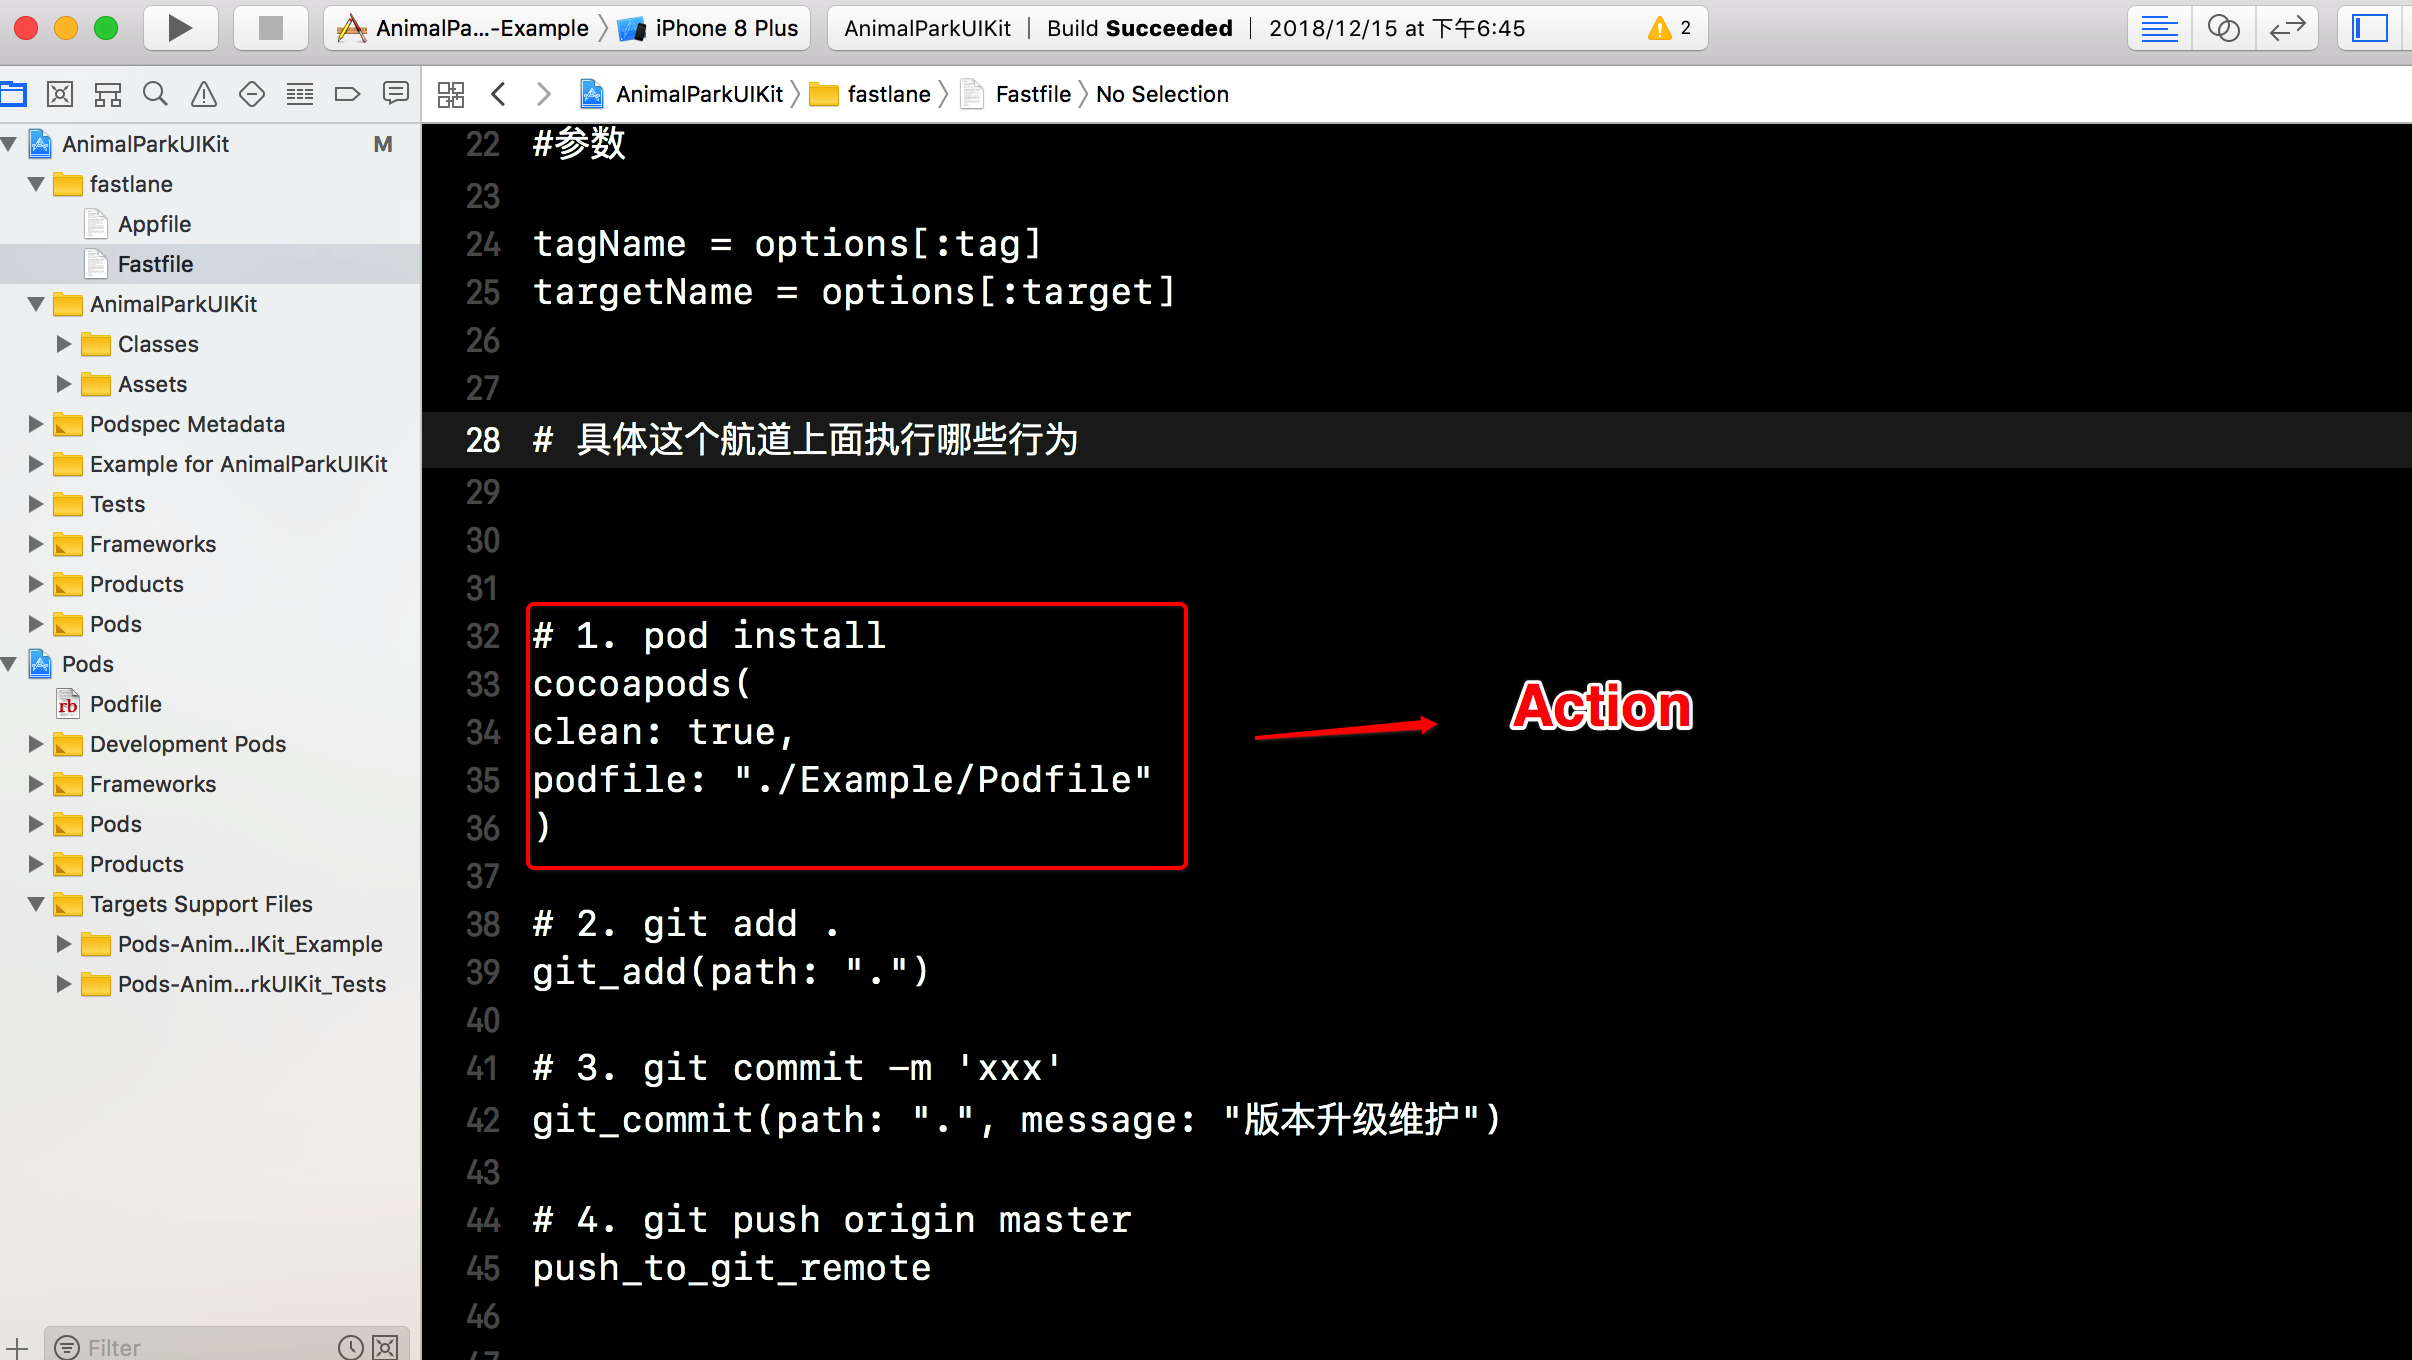 AnimalPa...-Example
iPhone 8 Plus
AnimalParkUIKit | Build Succeeded | 2018/12/15 at 下午6:45
2
AnimalParkUIKit
fastlane
Fastfile
No Selection
AnimalParkUIKit M
fastlane
Appfile
Fastfile
AnimalParkUIKit
Classes
Assets
Podspec Metadata
Example for AnimalParkUIKit
Tests
Frameworks
Products
Pods
Pods
rb Podfile
Development Pods
Frameworks
Pods
Products
Targets Support Files
Pods-Anim...IKit_Example
Pods-Anim...rkUIKit_Tests
Filter
22 #参数
23
24 tagName = options[:tag]
25 targetName = options[:target]
26
27
28 # 具体这个航道上面执行哪些行为
29
30
31
32 # 1. pod install
33 cocoapods(
34 clean: true,
35 podfile: "./Example/Podfile"
36 )
37
38 # 2. git add .
39 git_add(path: ".")
40
41 # 3. git commit -m 'xxx'
42 git_commit(path: ".", message: "版本升级维护")
43
44 # 4. git push origin master
45 push_to_git_remote
46
47
Action